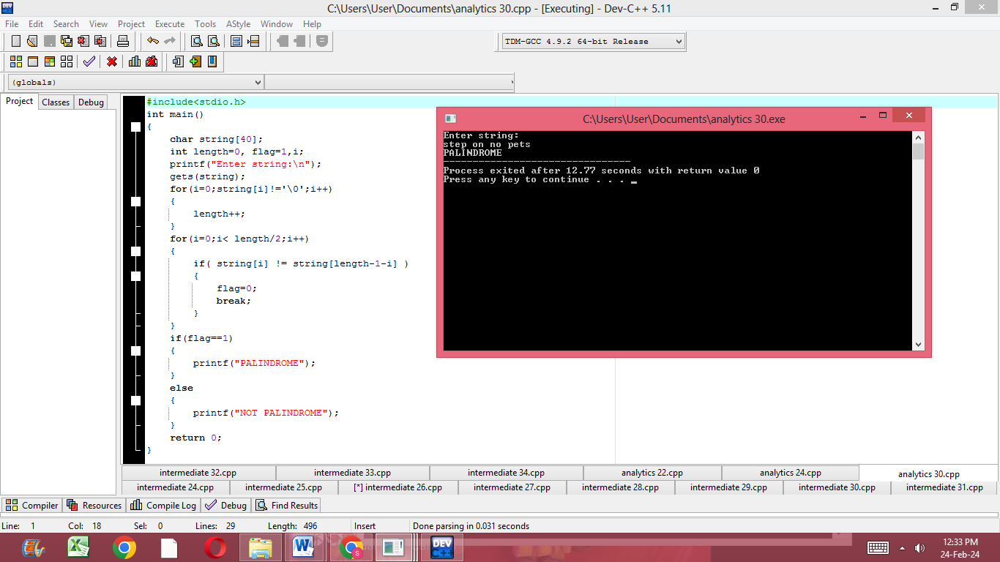 C:\Users\User\Documents\analytics 30.cpp - [Executing] - Dev-C++ 5.11
File Edit Search View Project Execute Tools AStyle Window Help
TDM-GCC 4.9.2 64-bit Release
(globals)
Project Classes Debug
#include<stdio.h>
int main()
{
    char string[40];
    int length=0, flag=1,i;
    printf("Enter string:\n");
    gets(string);
    for(i=0;string[i]!='\0';i++)
    {
        length++;
    }
    for(i=0;i< length/2;i++)
    {
        if( string[i] != string[length-1-i] )
        {
            flag=0;
            break;
        }
    }
    if(flag==1)
    {
        printf("PALINDROME");
    }
    else
    {
        printf("NOT PALINDROME");
    }
    return 0;
}
C:\Users\User\Documents\analytics 30.exe
Enter string:
step on no pets
PALINDROME
--------------------------------
Process exited after 12.77 seconds with return value 0
Press any key to continue . . . _
intermediate 32.cpp intermediate 33.cpp intermediate 34.cpp analytics 22.cpp analytics 24.cpp analytics 30.cpp
intermediate 24.cpp intermediate 25.cpp [*] intermediate 26.cpp intermediate 27.cpp intermediate 28.cpp intermediate 29.cpp intermediate 30.cpp intermediate 31.cpp
Compiler Resources Compile Log Debug Find Results
Line: 1 Col: 18 Sel: 0 Lines: 29 Length: 496 Insert Done parsing in 0.031 seconds
DEV C++
12:33 PM
24-Feb-24